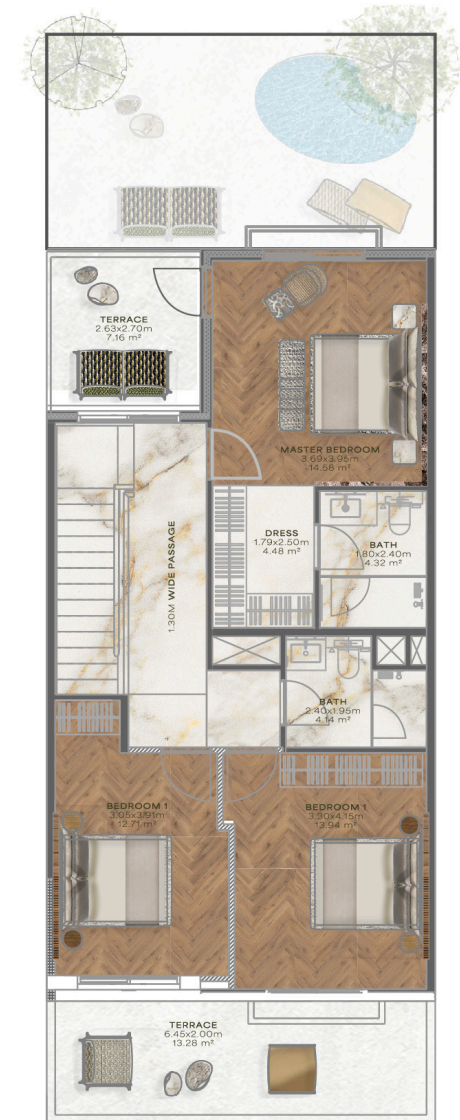 TERRACE
2.63x2.70m
7.16 m²
MASTER BEDROOM
3.69x3.95m
14.58 m²
DRESS
1.79x2.50m
4.48 m²
BATH
1.80x2.40m
4.32 m²
1.30M WIDE PASSAGE
BATH
2.40x1.95m
4.14 m²
BEDROOM 1
3.05x3.91m
12.71 m²
BEDROOM 1
3.30x4.15m
13.94 m²
TERRACE
6.45x2.00m
13.28 m²